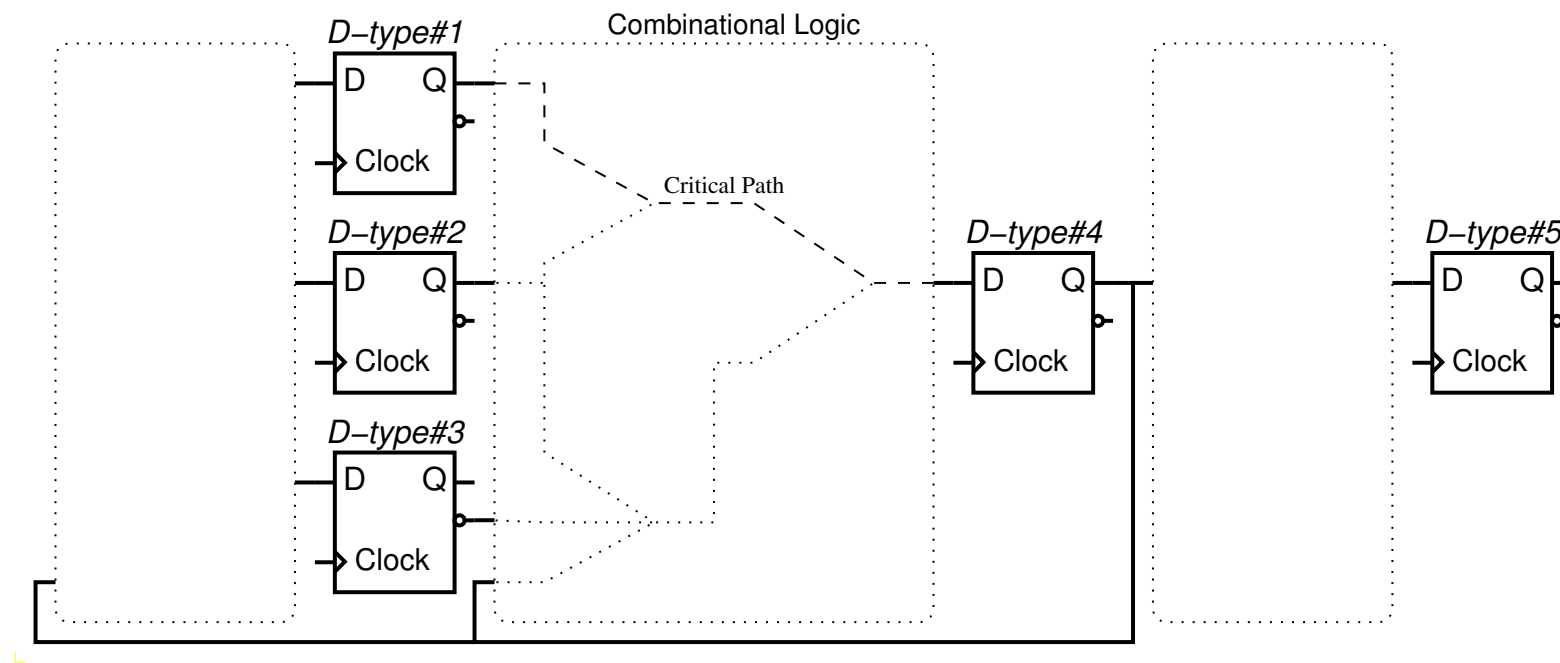 Combinational Logic
D−type#1
D Q
Clock
Critical Path
D−type#2
D Q
Clock
D−type#4
D Q
Clock
D−type#5
D Q
Clock
D−type#3
D Q
Clock